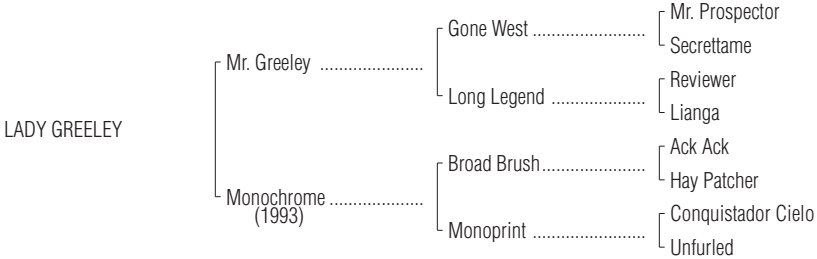 Mr. Prospector
Gone West ........................
Secrettame
Mr. Greeley ......................
Reviewer
Long Legend ....................
Lianga
LADY GREELEY
Ack Ack
Broad Brush......................
Hay Patcher
Monochrome ....................
(1993)
Conquistador Cielo
Monoprint ........................
Unfurled